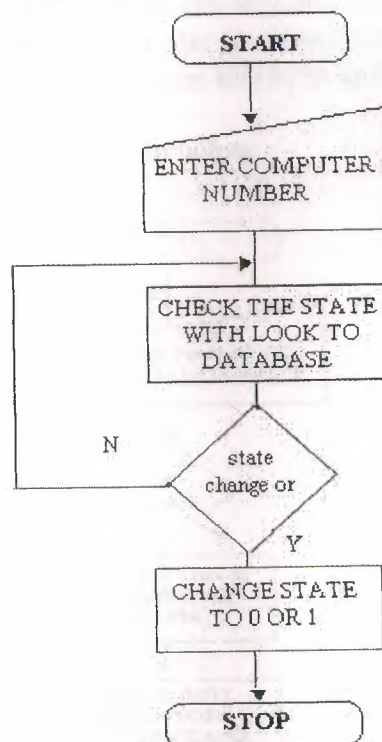 START
ENTER COMPUTER
NUMBER
CHECK THE STATE
WITH LOOK TO
DATABASE
N
state
change or
Y
CHANGE STATE
TO 0 OR 1
STOP